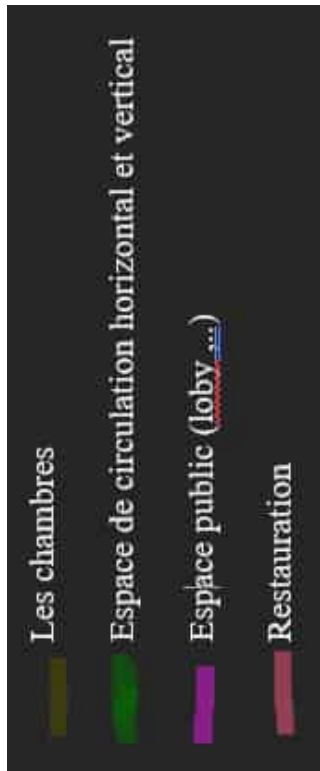 Les chambres
Espace de circulation horizontal et vertical
Espace public (loby ...)
Restauration